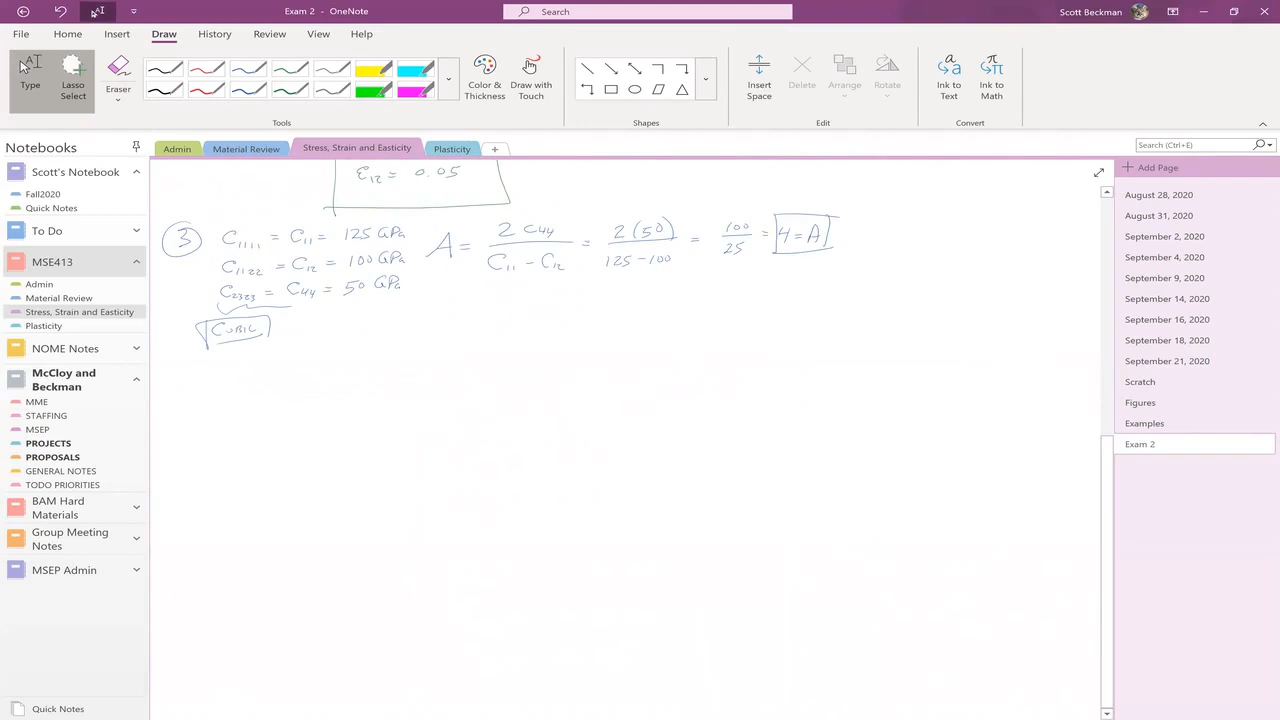 Exam 2 - OneNote
Search
Scott Beckman
File Home Insert Draw History Review View Help
Type
Lasso Select
Eraser
Color & Thickness
Draw with Touch
Insert Space
Delete
Arrange
Rotate
Ink to Text
Ink to Math
Tools
Shapes
Edit
Convert
Notebooks
Admin Material Review Stress, Strain and Easticity Plasticity +
Search (Ctrl+E)
Scott's Notebook
Fall2020
Quick Notes
To Do
MSE413
Admin
Material Review
Stress, Strain and Easticity
Plasticity
NOME Notes
McCloy and Beckman
MME
STAFFING
MSEP
PROJECTS
PROPOSALS
GENERAL NOTES
TODO PRIORITIES
BAM Hard Materials
Group Meeting Notes
MSEP Admin
Quick Notes
ε12 = 0.05
3 C1111 = C11 = 125 GPa
C1122 = C12 = 100 GPa
C2323 = C44 = 50 GPa
CUBIC
A = 2 C44 / (C11 - C12) = 2(50) / (125 - 100) = 100 / 25 = 4 = A
Add Page
August 28, 2020
August 31, 2020
September 2, 2020
September 4, 2020
September 9, 2020
September 14, 2020
September 16, 2020
September 18, 2020
September 21, 2020
Scratch
Figures
Examples
Exam 2